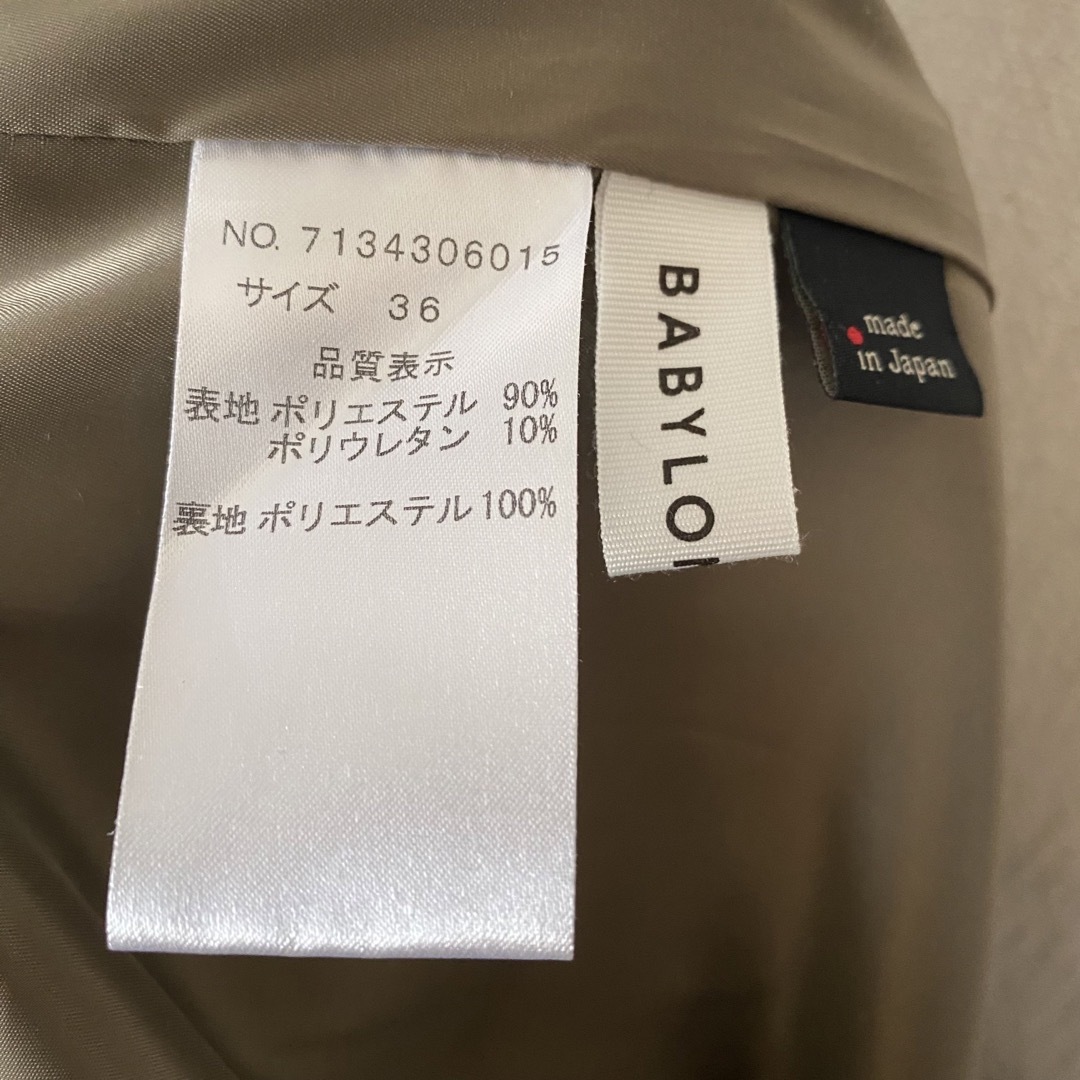 NO. 7134306015
サイズ 36
品質表示
表地 ポリエステル 90%
ポリウレタン 10%
裏地 ポリエステル 100%
BABYLO
made
in Japan